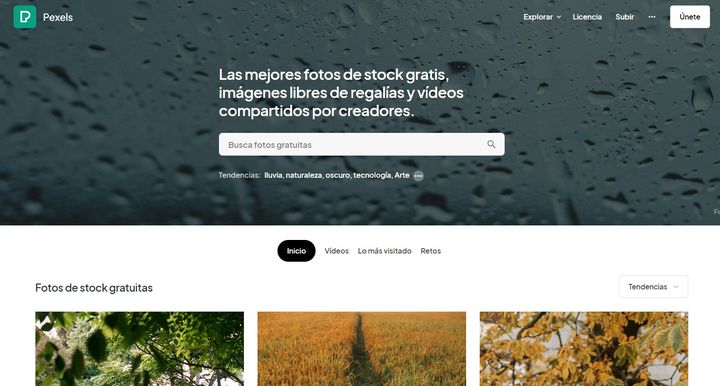 Pexels
Explorar
Licencia
Subir
Únete
Las mejores fotos de stock gratis,
imágenes libres de regalías y vídeos
compartidos por creadores.
Busca fotos gratuitas
Tendencias: lluvia, naturaleza, oscuro, tecnología, Arte
Inicio
Vídeos
Lo más visitado
Retos
Fotos de stock gratuitas
Tendencias